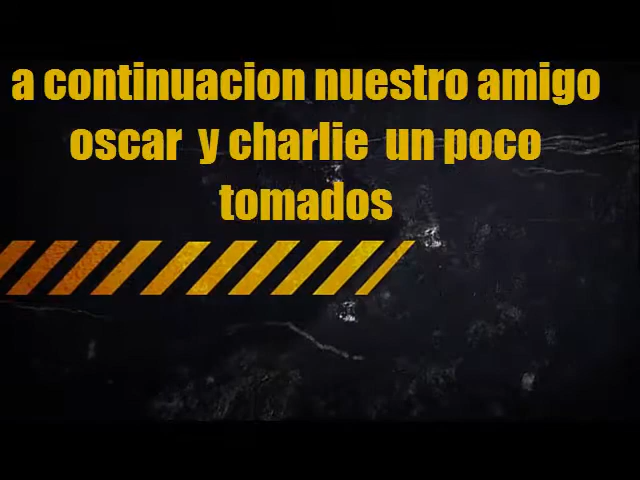 a continuacion nuestro amigo
oscar y charlie un poco
tomados